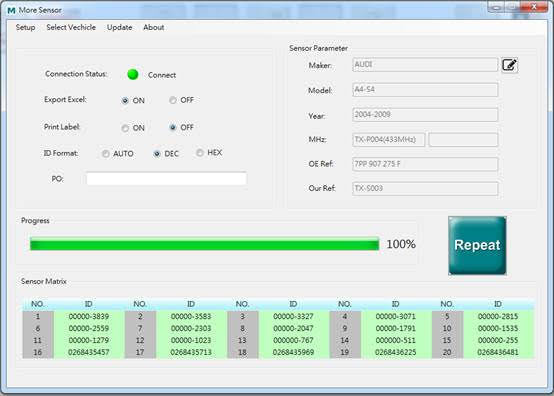 M More Sensor
Setup Select Vechicle Update About
Connection Status: Connect
Export Excel: ON OFF
Print Label: ON OFF
ID Format: AUTO DEC HEX
PO:
Sensor Parameter
Maker: AUDI
Model: A4-S4
Year: 2004-2009
MHz: TX-P004(433MHz)
OE Ref: 7PP 907 275 F
Our Ref: TX-S003
Progress
100%
Repeat
Sensor Matrix
NO. ID NO. ID NO. ID NO. ID NO. ID
1 00000-3839 2 00000-3583 3 00000-3327 4 00000-3071 5 00000-2815
6 00000-2559 7 00000-2303 8 00000-2047 9 00000-1791 10 00000-1535
11 00000-1279 12 00000-1023 13 000000-767 14 000000-511 15 000000-255
16 0268435457 17 0268435713 18 0268435969 19 0268436225 20 0268436481